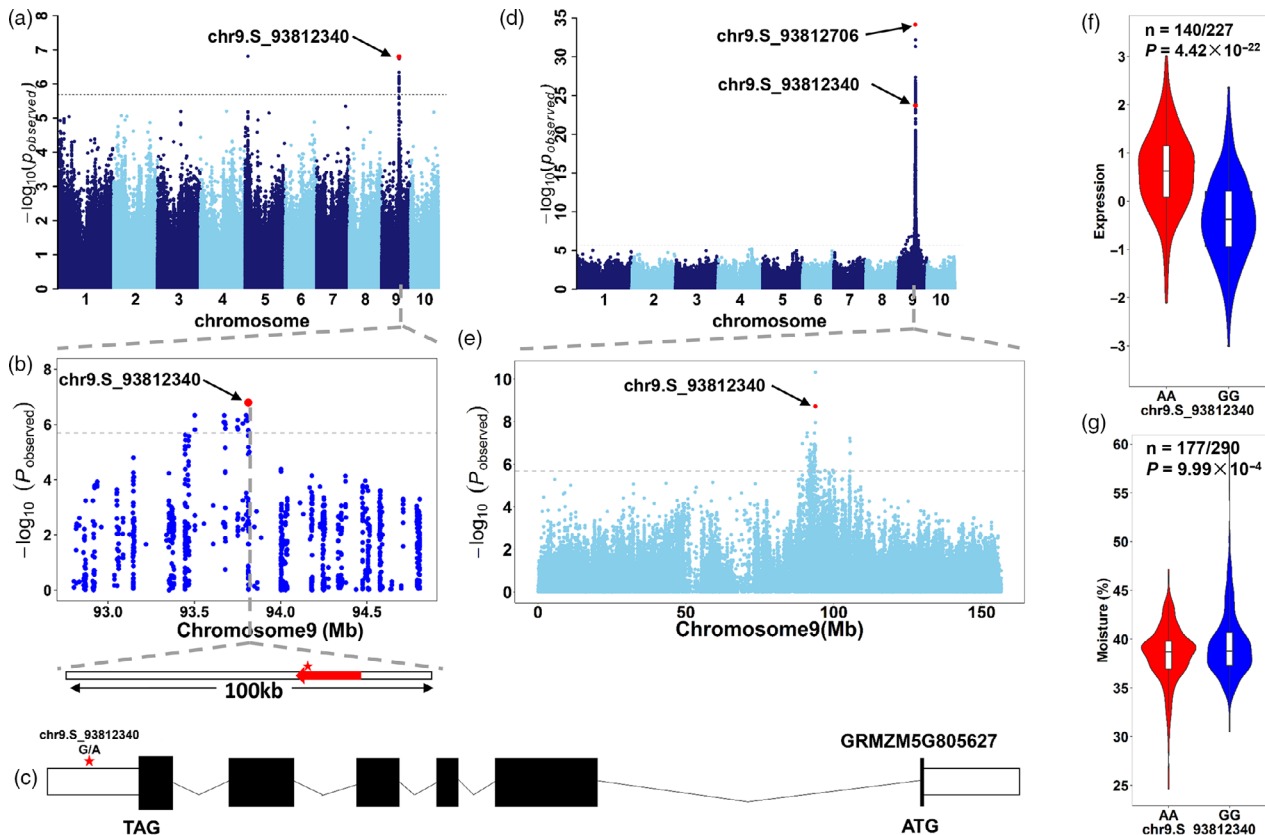 (a)
chr9.S_93812340
−log10(Pobserved)
8
7
6
5
4
3
2
1
0
1 2 3 4 5 6 7 8 9 10
chromosome
(d)
chr9.S_93812706
chr9.S_93812340
−log10(Pobserved)
35
30
25
20
15
10
5
0
1 2 3 4 5 6 7 8 9 10
chromosome
(f)
n = 140/227
P = 4.42×10⁻²²
Expression
3
2
1
0
−1
−2
−3
AA GG
chr9.S_93812340
(b)
chr9.S_93812340
−log10 (Pobserved)
8
6
4
2
0
93.0 93.5 94.0 94.5
Chromosome9 (Mb)
100kb
(e)
chr9.S_93812340
−log10 (Pobserved)
10
8
6
4
2
0
0 50 100 150
Chromosome9(Mb)
(g)
n = 177/290
P = 9.99×10⁻⁴
Moisture (%)
60
55
50
45
40
35
30
25
AA GG
chr9.S_93812340
(c)
chr9.S_93812340
G/A
GRMZM5G805627
TAG
ATG